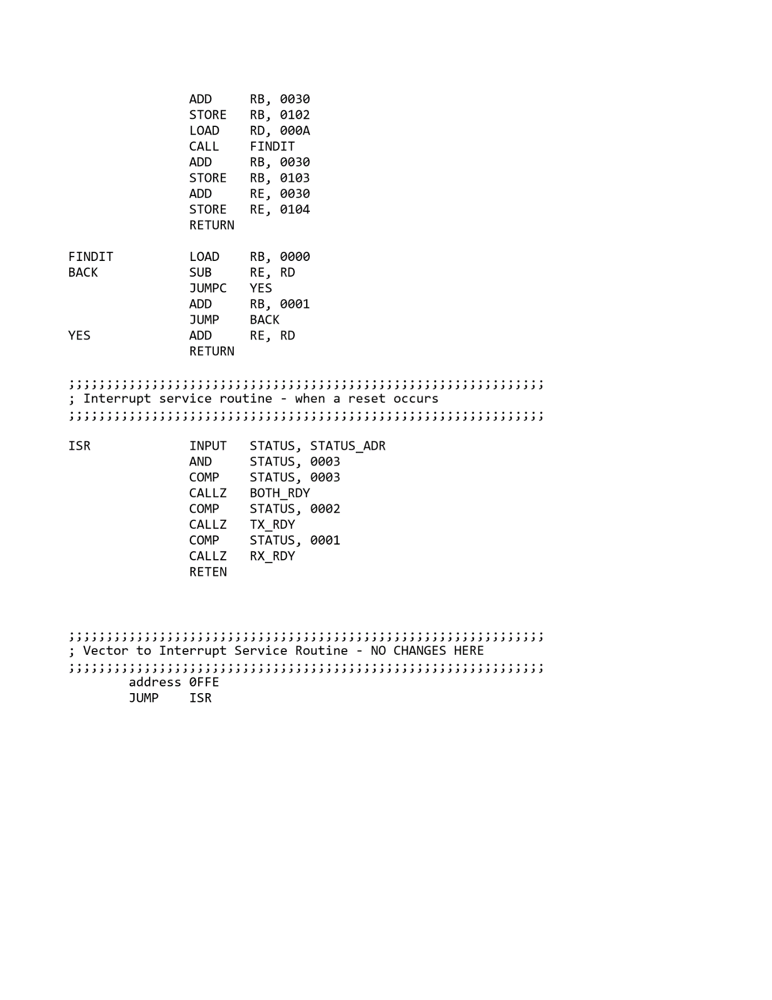 ADD RB, 0030
STORE RB, 0102
LOAD RD, 000A
CALL FINDIT
ADD RB, 0030
STORE RB, 0103
ADD RE, 0030
STORE RE, 0104
RETURN
FINDIT LOAD RB, 0000
BACK SUB RE, RD
JUMPC YES
ADD RB, 0001
JUMP BACK
YES ADD RE, RD
RETURN
;;;;;;;;;;;;;;;;;;;;;;;;;;;;;;;;;;;;;;;;;;;;;;;;;;;;;;;;;;;;;;;
; Interrupt service routine - when a reset occurs
;;;;;;;;;;;;;;;;;;;;;;;;;;;;;;;;;;;;;;;;;;;;;;;;;;;;;;;;;;;;;;;
ISR INPUT STATUS, STATUS_ADR
AND STATUS, 0003
COMP STATUS, 0003
CALLZ BOTH_RDY
COMP STATUS, 0002
CALLZ TX_RDY
COMP STATUS, 0001
CALLZ RX_RDY
RETEN
;;;;;;;;;;;;;;;;;;;;;;;;;;;;;;;;;;;;;;;;;;;;;;;;;;;;;;;;;;;;;;;
; Vector to Interrupt Service Routine - NO CHANGES HERE
;;;;;;;;;;;;;;;;;;;;;;;;;;;;;;;;;;;;;;;;;;;;;;;;;;;;;;;;;;;;;;;
address 0FFE
JUMP ISR